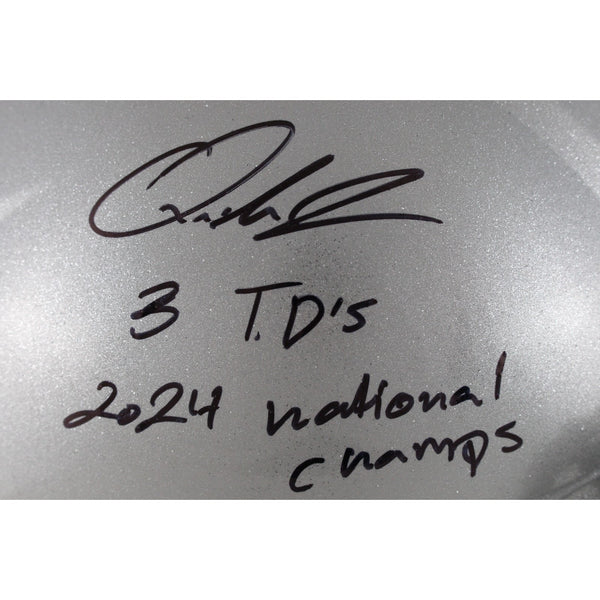 3 T.D's
2024 national
champs